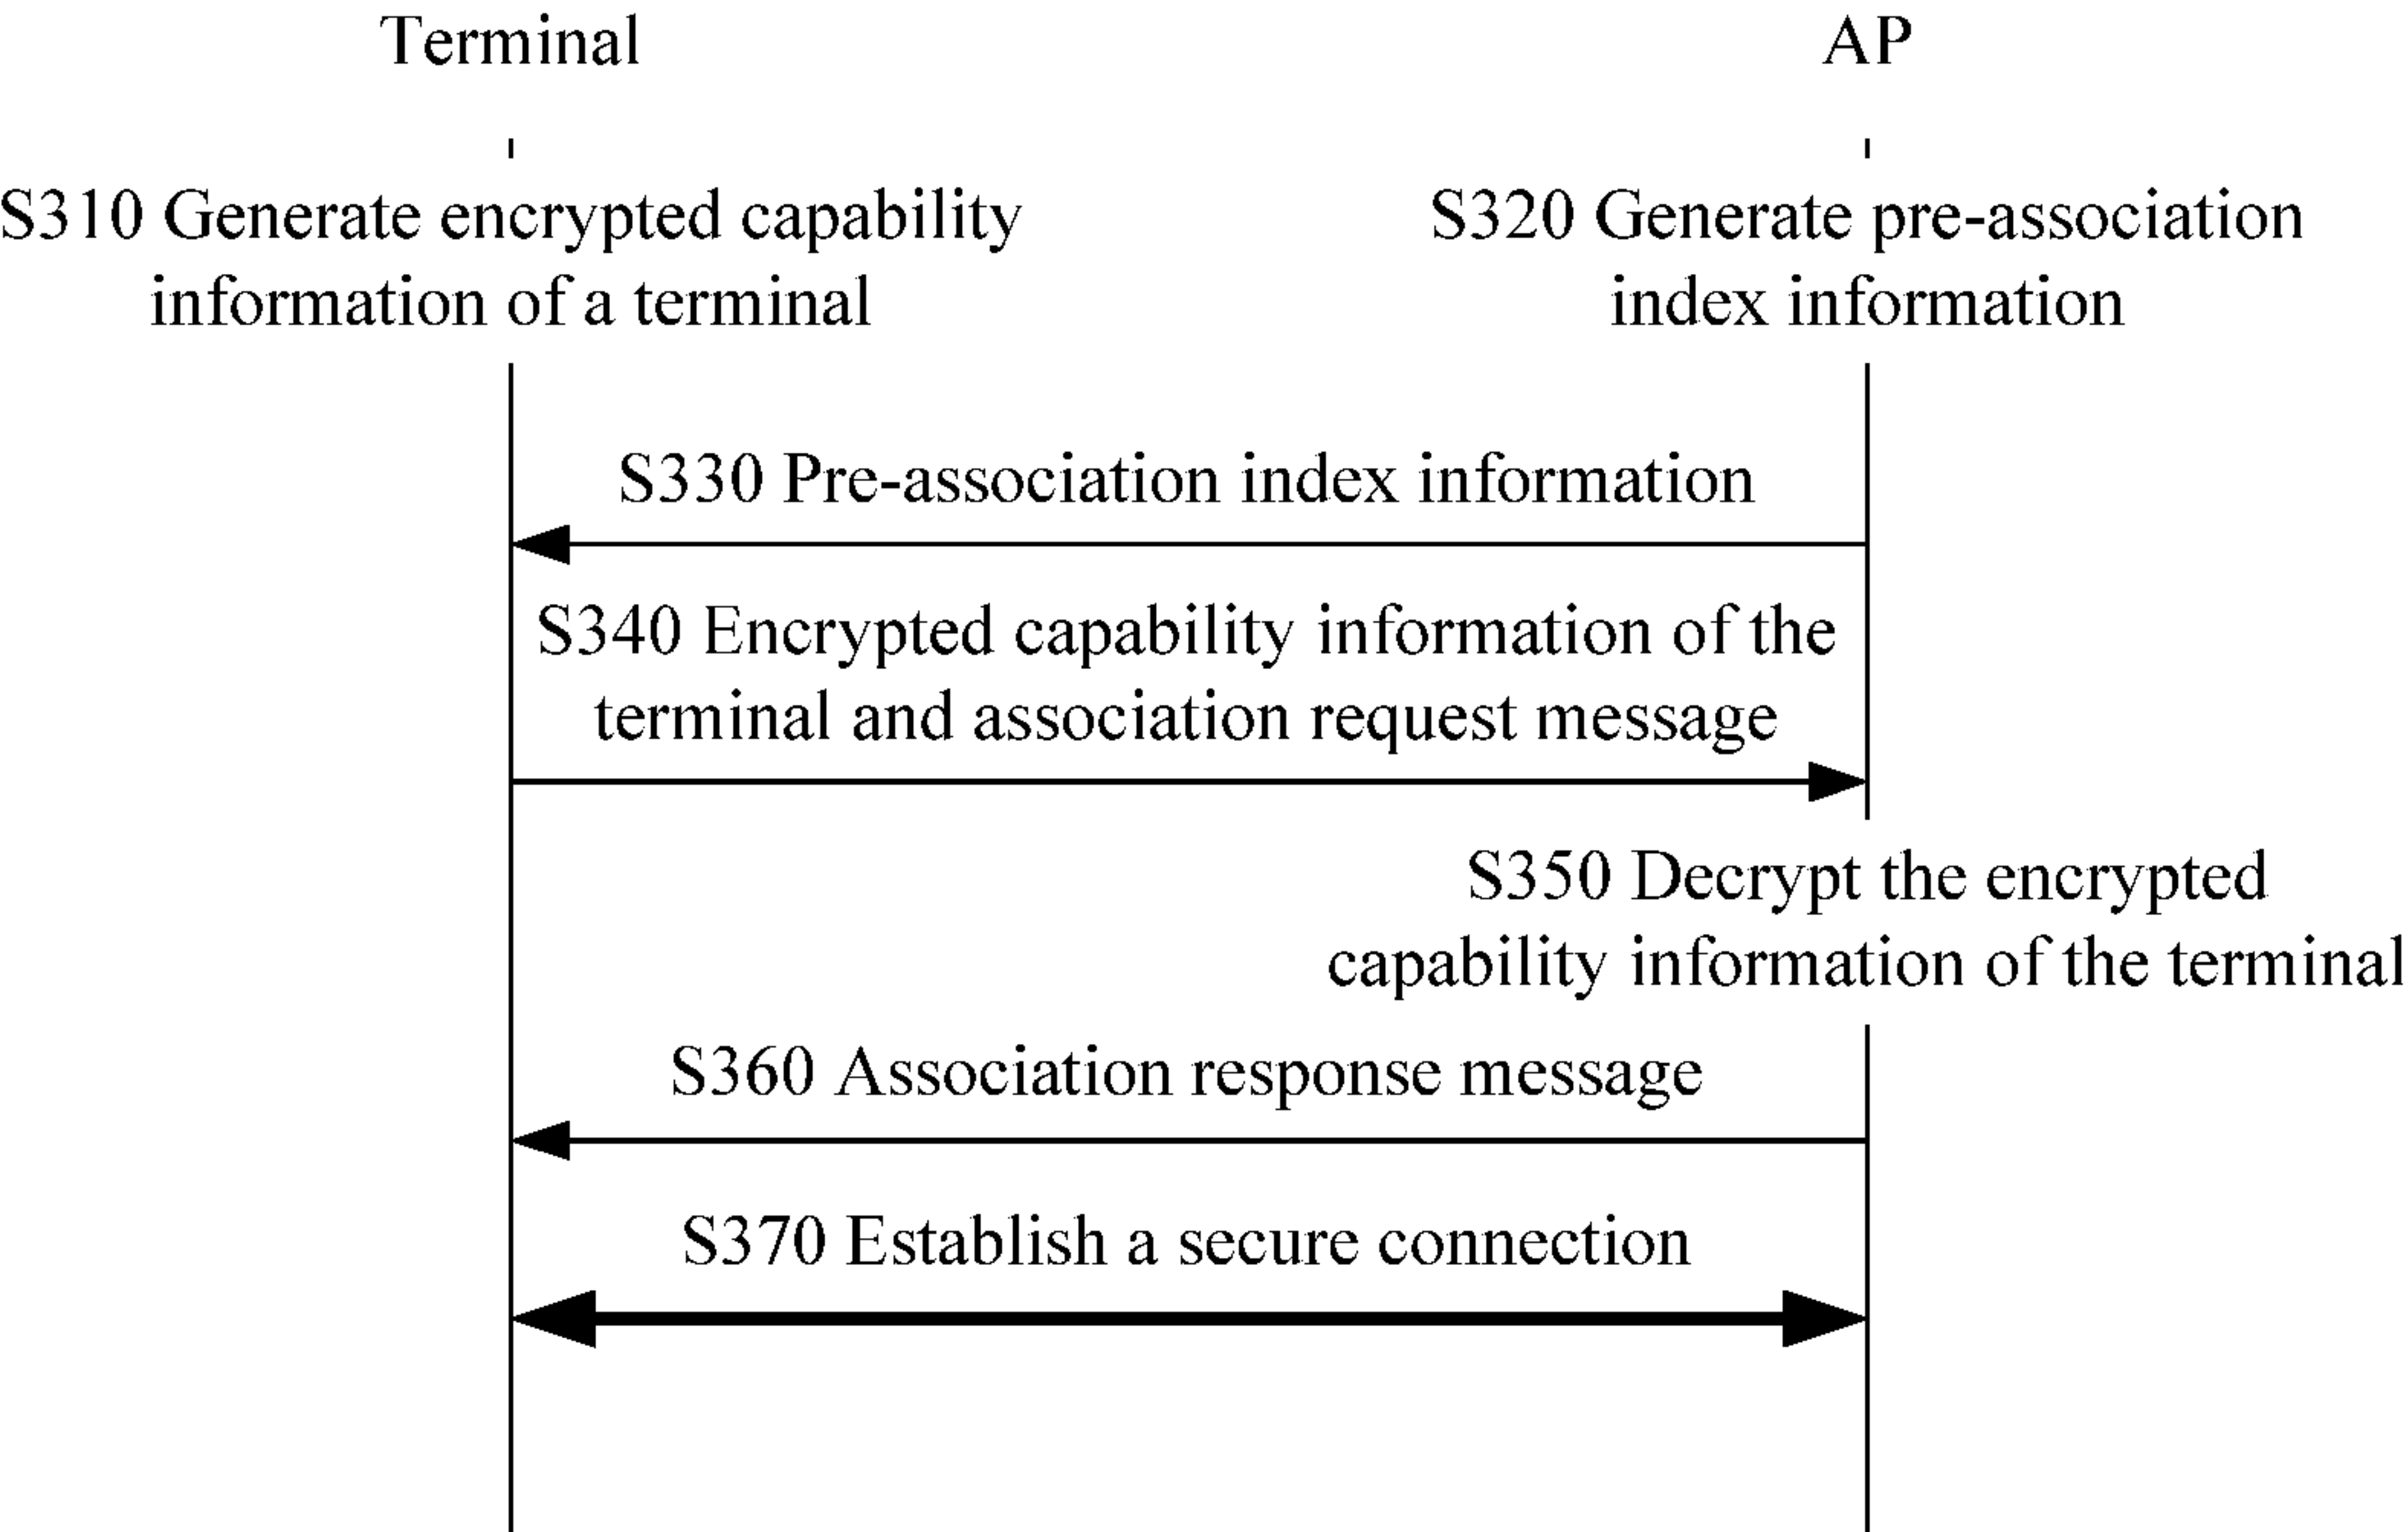 Terminal
AP
S310 Generate encrypted capability
information of a terminal
S320 Generate pre-association
index information
S330 Pre-association index information
S340 Encrypted capability information of the
terminal and association request message
S350 Decrypt the encrypted
capability information of the terminal
S360 Association response message
S370 Establish a secure connection